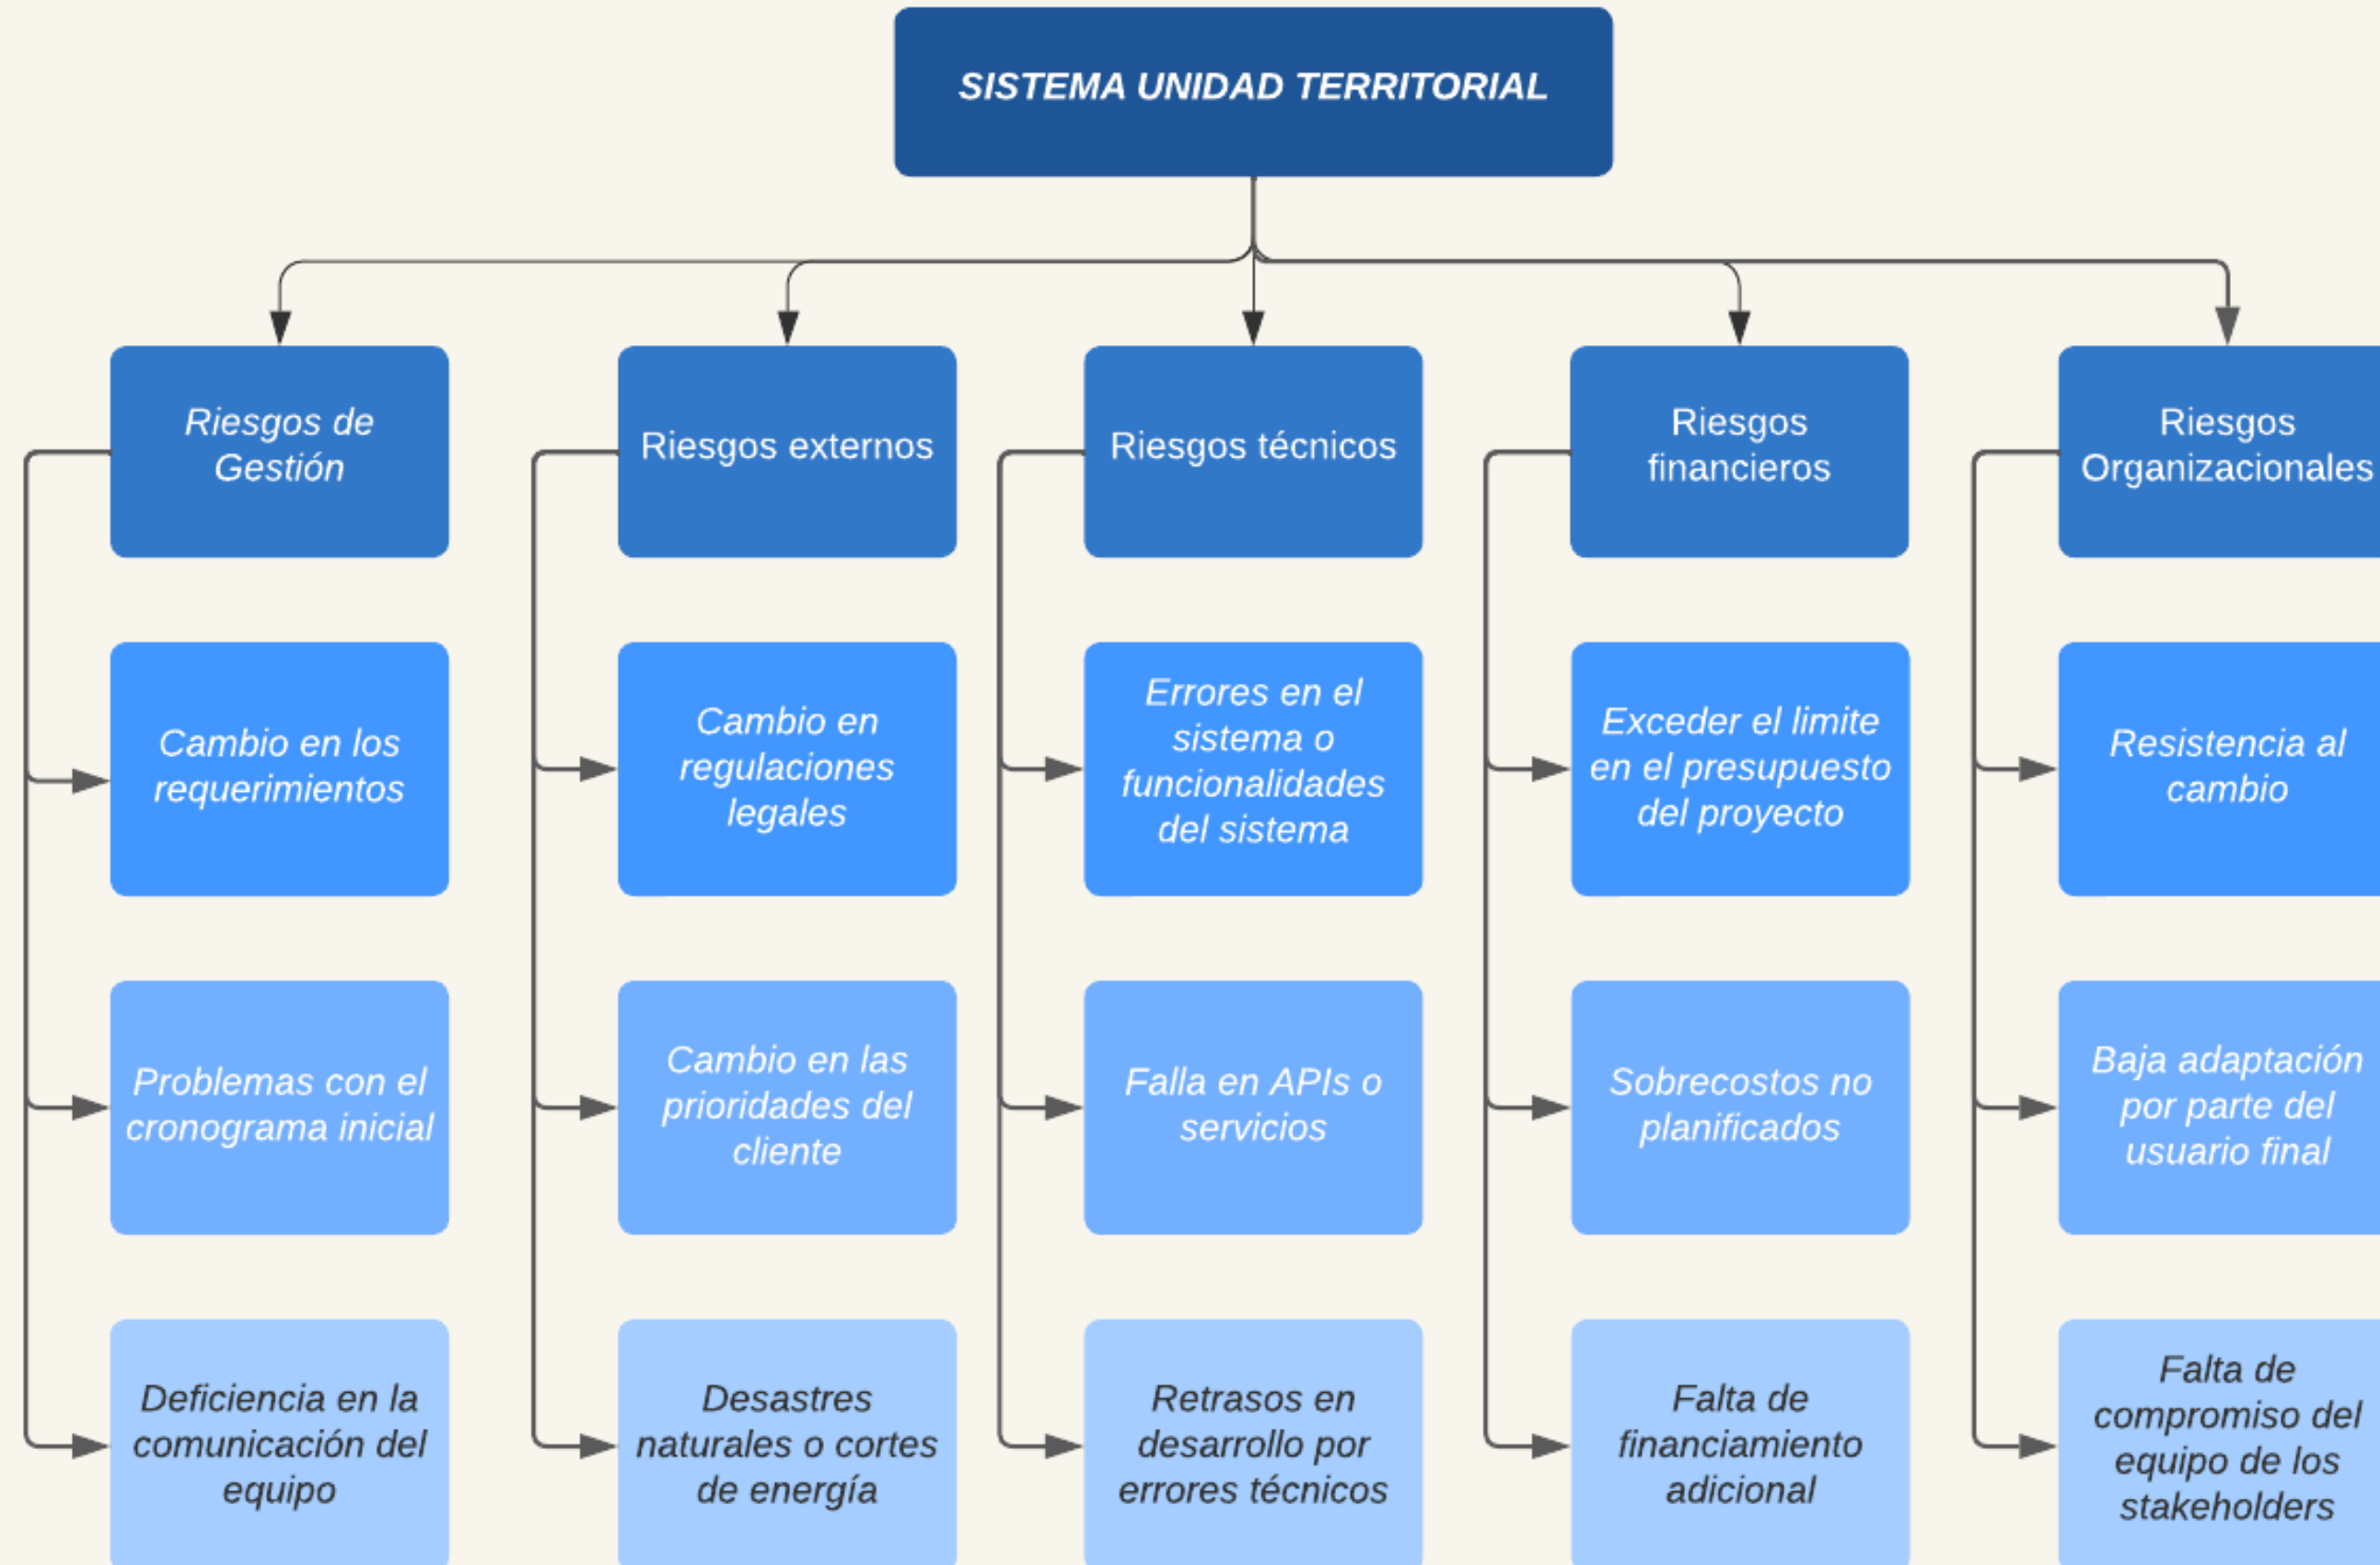 SISTEMA UNIDAD TERRITORIAL
Riesgos de
Gestión
Riesgos externos
Riesgos técnicos
Riesgos
financieros
Riesgos
Organizacionales
Cambio en los
requerimientos
Cambio en
regulaciones
legales
Errores en el
sistema o
funcionalidades
del sistema
Exceder el limite
en el presupuesto
del proyecto
Resistencia al
cambio
Problemas con el
cronograma inicial
Cambio en las
prioridades del
cliente
Falla en APIs o
servicios
Sobrecostos no
planificados
Baja adaptación
por parte del
usuario final
Deficiencia en la
comunicación del
equipo
Desastres
naturales o cortes
de energía
Retrasos en
desarrollo por
errores técnicos
Falta de
financiamiento
adicional
Falta de
compromiso del
equipo de los
stakeholders